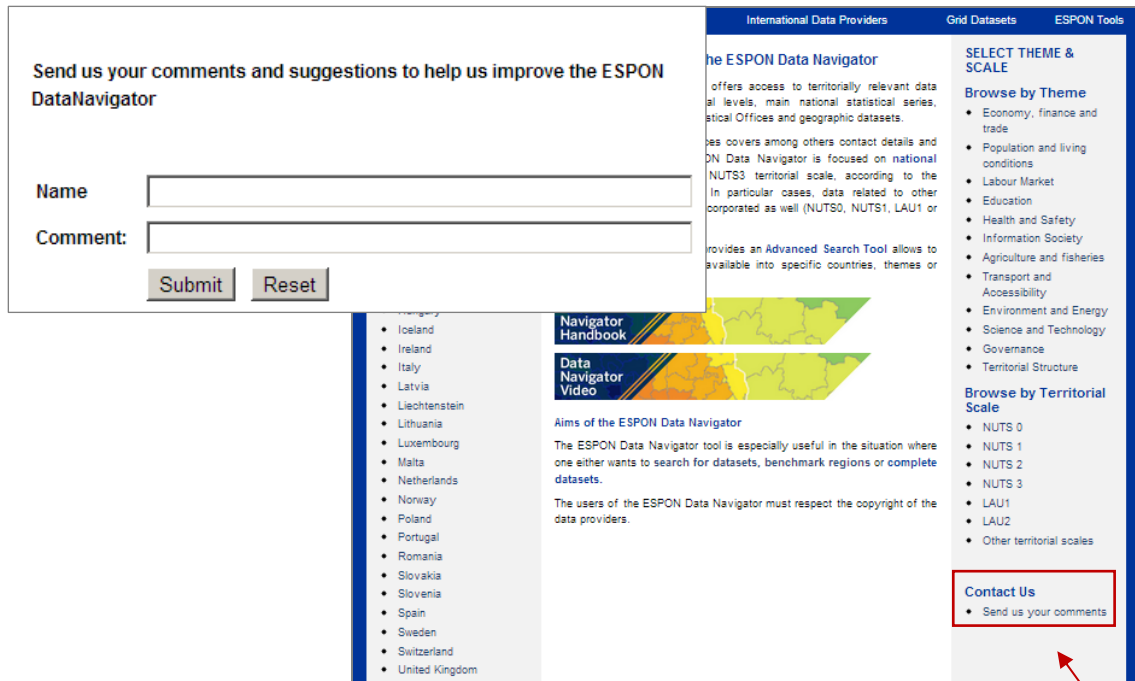 Send us your comments and suggestions to help us improve the ESPON
DataNavigator
Name
Comment:
Submit Reset
International Data Providers
Grid Datasets
ESPON Tools
he ESPON Data Navigator
offers access to territorially relevant data
al levels, main national statistical series,
stical Offices and geographic datasets.
es covers among others contact details and
ON Data Navigator is focused on national
NUTS3 territorial scale, according to the
In particular cases, data related to other
corporated as well (NUTS0, NUTS1, LAU1 or
rovides an Advanced Search Tool allows to
available into specific countries, themes or
Navigator
Handbook
Data
Navigator
Video
Aims of the ESPON Data Navigator
The ESPON Data Navigator tool is especially useful in the situation where
one either wants to search for datasets, benchmark regions or complete
datasets.
The users of the ESPON Data Navigator must respect the copyright of the
data providers.
Hungary
Iceland
Ireland
Italy
Latvia
Liechtenstein
Lithuania
Luxembourg
Malta
Netherlands
Norway
Poland
Portugal
Romania
Slovakia
Slovenia
Spain
Sweden
Switzerland
United Kingdom
SELECT THEME &
SCALE
Browse by Theme
Economy, finance and
trade
Population and living
conditions
Labour Market
Education
Health and Safety
Information Society
Agriculture and fisheries
Transport and
Accessibility
Environment and Energy
Science and Technology
Governance
Territorial Structure
Browse by Territorial
Scale
NUTS 0
NUTS 1
NUTS 2
NUTS 3
LAU1
LAU2
Other territorial scales
Contact Us
Send us your comments